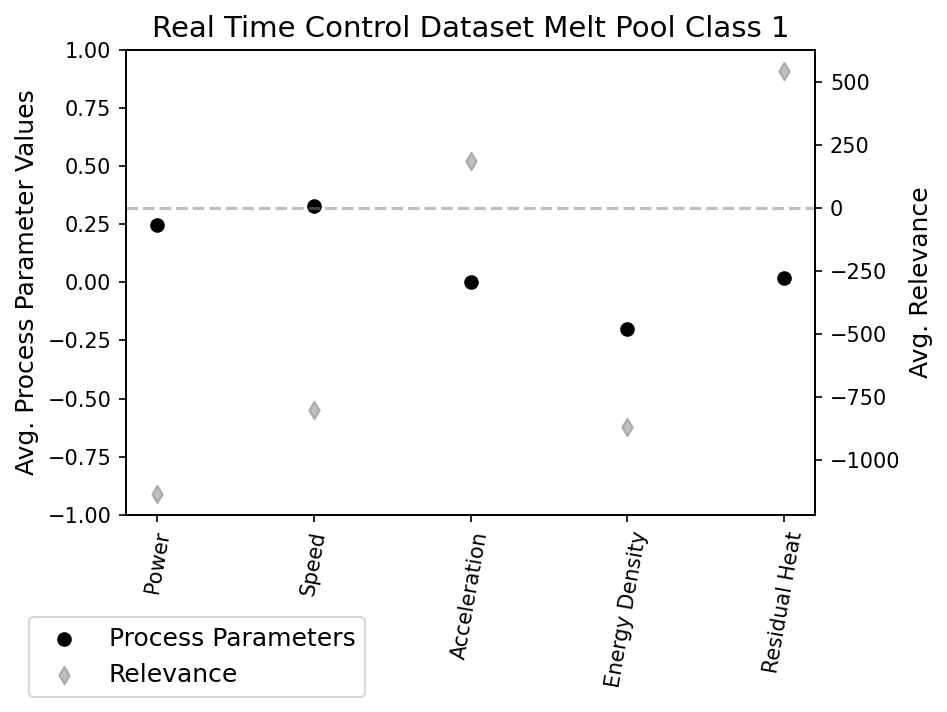 Real Time Control Dataset Melt Pool Class 1
Avg. Process Parameter Values
1.00
0.75
0.50
0.25
0.00
−0.25
−0.50
−0.75
−1.00
500
250
0
−250
−500
−750
−1000
Avg. Relevance
Power
Speed
Acceleration
Energy Density
Residual Heat
Process Parameters
Relevance